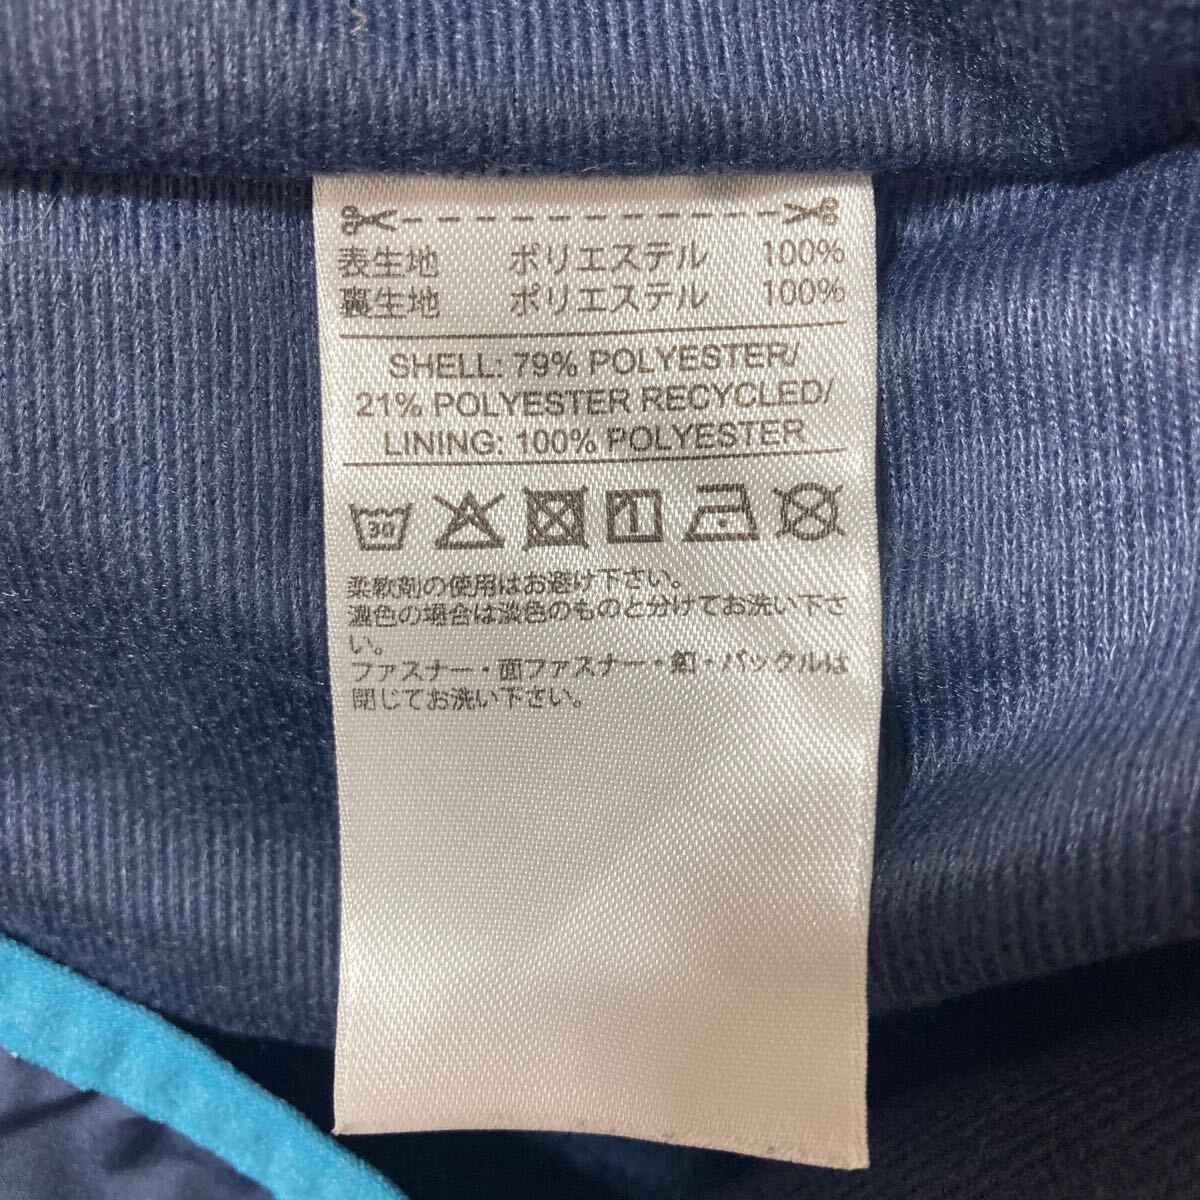 表生地 ポリエステル 100%
裏生地 ポリエステル 100%
SHELL: 79% POLYESTER/
21% POLYESTER RECYCLED/
LINING: 100% POLYESTER
30
柔軟剤の使用はお避け下さい。
濃色の場合は淡色のものと分けてお洗い下さ
い。
ファスナー・面ファスナー・釦・バックルは
閉じてお洗い下さい。